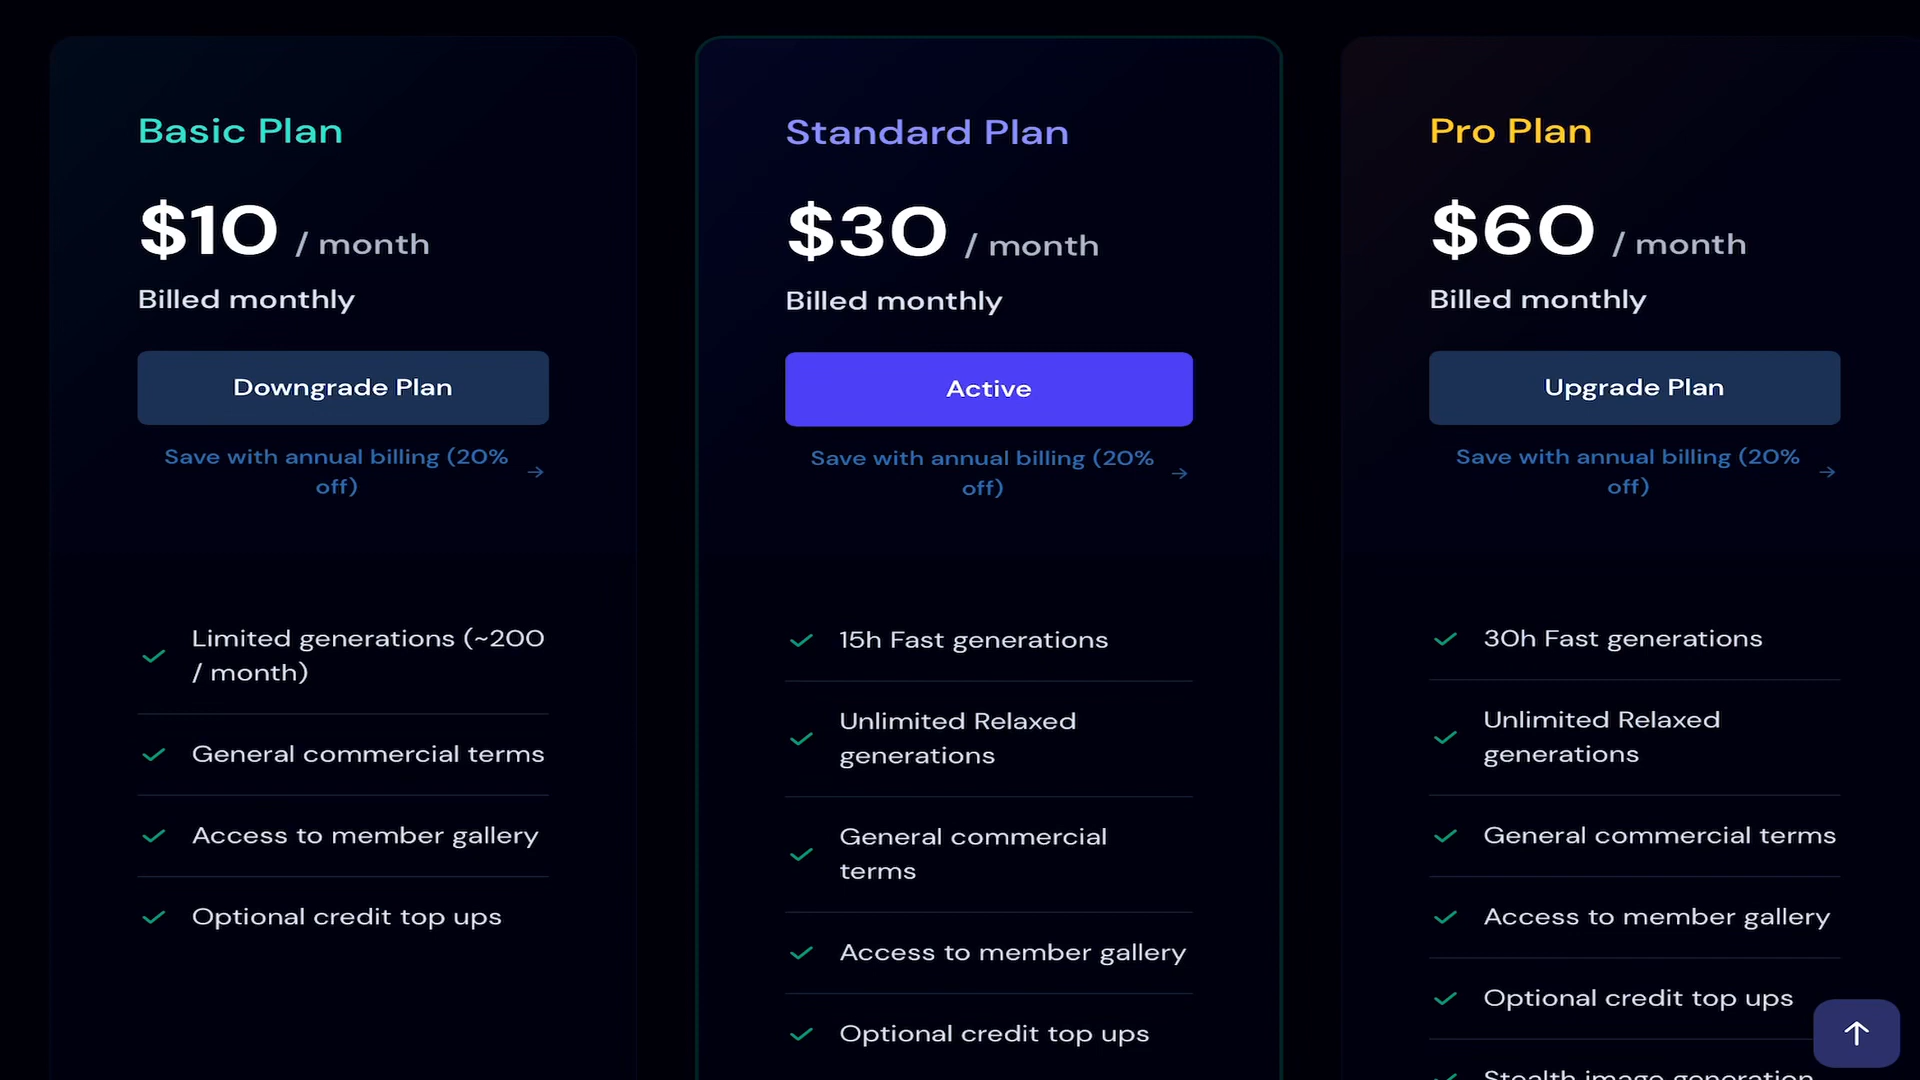 Basic Plan
$10 / month
Billed monthly
Downgrade Plan
Save with annual billing (20%
off) →
Limited generations (~200
/ month)
General commercial terms
Access to member gallery
Optional credit top ups
Standard Plan
$30 / month
Billed monthly
Active
Save with annual billing (20%
off) →
15h Fast generations
Unlimited Relaxed
generations
General commercial
terms
Access to member gallery
Optional credit top ups
Pro Plan
$60 / month
Billed monthly
Upgrade Plan
Save with annual billing (20%
off) →
30h Fast generations
Unlimited Relaxed
generations
General commercial terms
Access to member gallery
Optional credit top ups
Stealth image generation